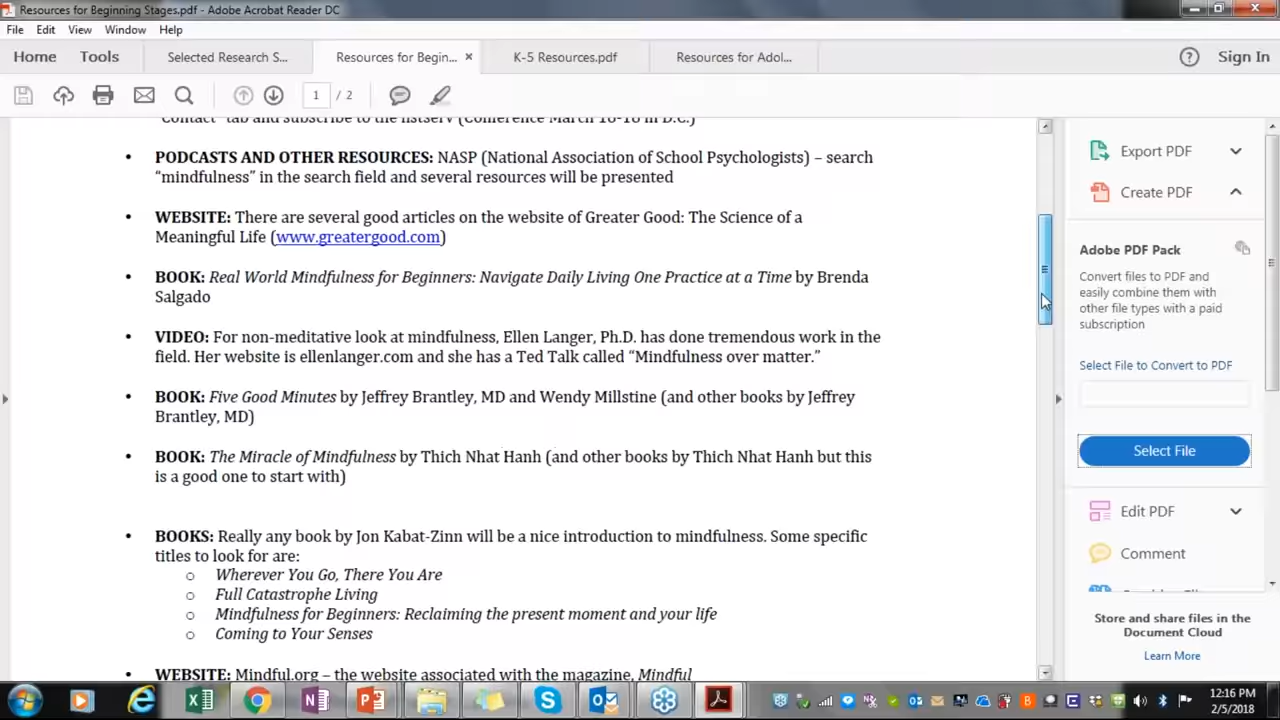 Resources for Beginning Stages.pdf - Adobe Acrobat Reader DC
File Edit View Window Help
Home Tools Selected Research S... Resources for Begin... × K-5 Resources.pdf Resources for Adol... ? Sign In
1 / 2
"Contact" tab and subscribe to the listserv (Conference March 16-18 in D.C.)
• PODCASTS AND OTHER RESOURCES: NASP (National Association of School Psychologists) – search
“mindfulness” in the search field and several resources will be presented
• WEBSITE: There are several good articles on the website of Greater Good: The Science of a
Meaningful Life (www.greatergood.com)
• BOOK: Real World Mindfulness for Beginners: Navigate Daily Living One Practice at a Time by Brenda
Salgado
• VIDEO: For non-meditative look at mindfulness, Ellen Langer, Ph.D. has done tremendous work in the
field. Her website is ellenlanger.com and she has a Ted Talk called “Mindfulness over matter.”
• BOOK: Five Good Minutes by Jeffrey Brantley, MD and Wendy Millstine (and other books by Jeffrey
Brantley, MD)
• BOOK: The Miracle of Mindfulness by Thich Nhat Hanh (and other books by Thich Nhat Hanh but this
is a good one to start with)
• BOOKS: Really any book by Jon Kabat-Zinn will be a nice introduction to mindfulness. Some specific
titles to look for are:
o Wherever You Go, There You Are
o Full Catastrophe Living
o Mindfulness for Beginners: Reclaiming the present moment and your life
o Coming to Your Senses
• WEBSITE: Mindful.org – the website associated with the magazine, Mindful
Export PDF
Create PDF
Adobe PDF Pack
Convert files to PDF and
easily combine them with
other file types with a paid
subscription
Select File to Convert to PDF
Select File
Edit PDF
Comment
Store and share files in the
Document Cloud
Learn More
12:16 PM
2/5/2018